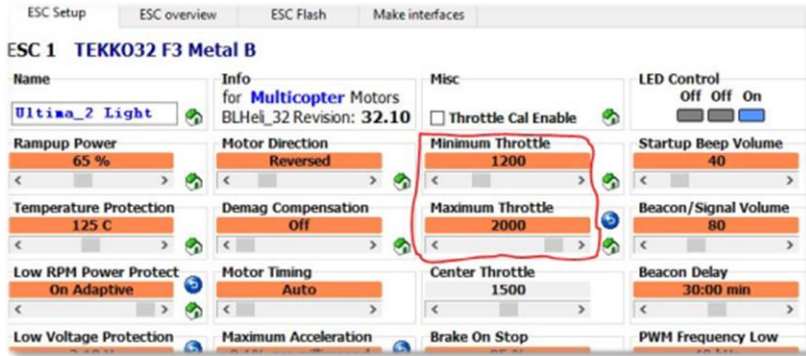 ESC Setup ESC overview ESC Flash Make interfaces
ESC 1 TEKKO32 F3 Metal B
Name Info Misc LED Control
for Multicopter Motors Off Off On
Ultima_2 Light BLHeli_32 Revision: 32.10 Throttle Cal Enable
Rampup Power Motor Direction Minimum Throttle Startup Beep Volume
65 % Reversed 1200 40
Temperature Protection Demag Compensation Maximum Throttle Beacon/Signal Volume
125 C Off 2000 80
Low RPM Power Protect Motor Timing Center Throttle Beacon Delay
On Adaptive Auto 1500 30:00 min
Low Voltage Protection Maximum Acceleration Brake On Stop PWM Frequency Low